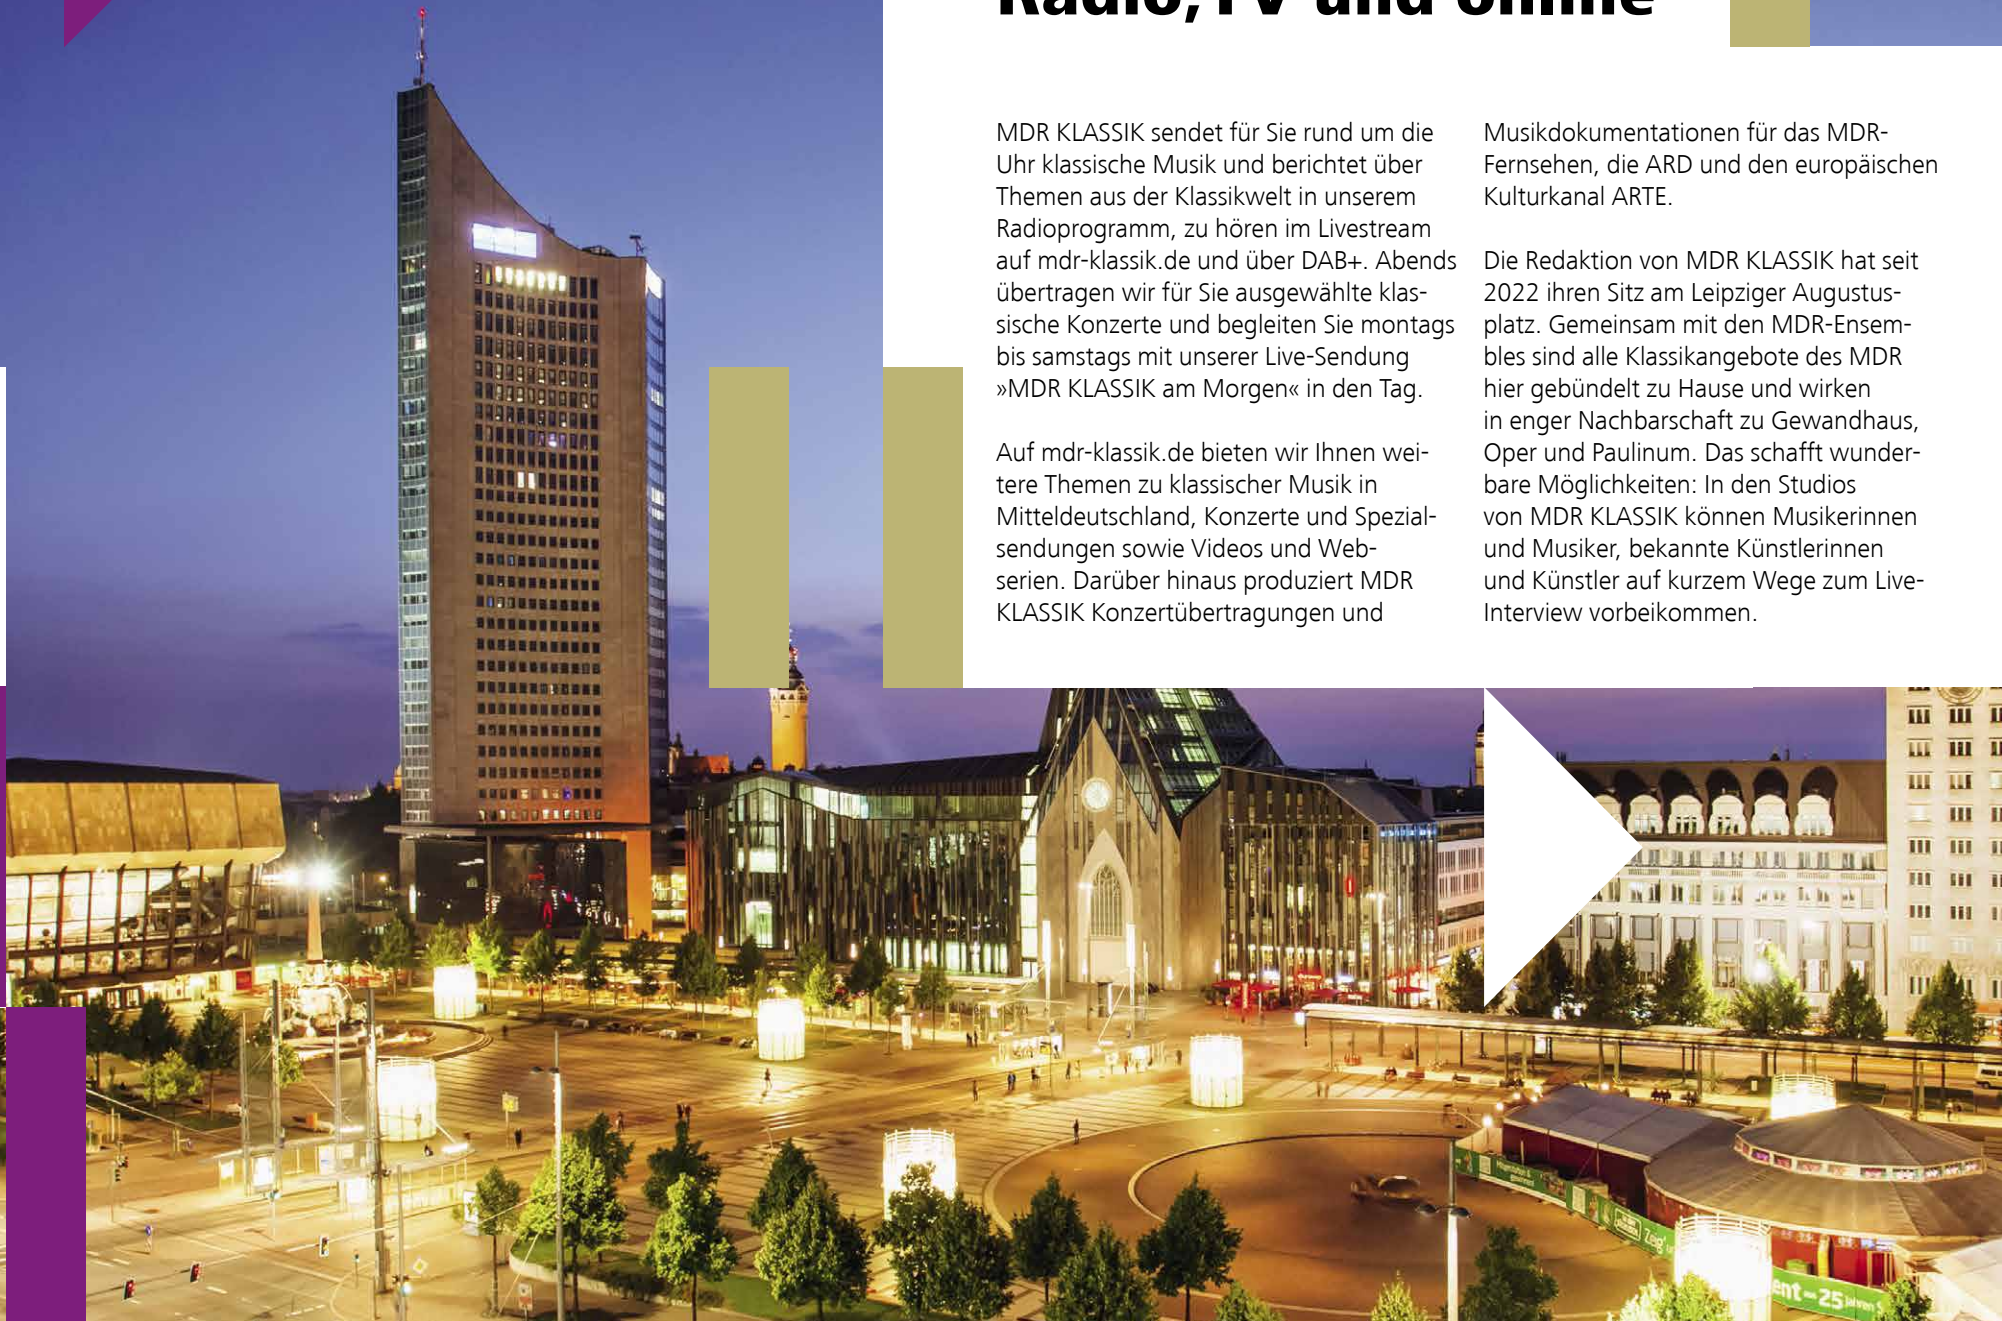 Radio, TV und online
MDR KLASSIK sendet für Sie rund um die
Uhr klassische Musik und berichtet über
Themen aus der Klassikwelt in unserem
Radioprogramm, zu hören im Livestream
auf mdr-klassik.de und über DAB+. Abends
übertragen wir für Sie ausgewählte klas-
sische Konzerte und begleiten Sie montags
bis samstags mit unserer Live-Sendung
»MDR KLASSIK am Morgen« in den Tag.
Auf mdr-klassik.de bieten wir Ihnen wei-
tere Themen zu klassischer Musik in
Mitteldeutschland, Konzerte und Spezial-
sendungen sowie Videos und Web-
serien. Darüber hinaus produziert MDR
KLASSIK Konzertübertragungen und
Musikdokumentationen für das MDR-
Fernsehen, die ARD und den europäischen
Kulturkanal ARTE.
Die Redaktion von MDR KLASSIK hat seit
2022 ihren Sitz am Leipziger Augustus-
platz. Gemeinsam mit den MDR-Ensem-
bles sind alle Klassikangebote des MDR
hier gebündelt zu Hause und wirken
in enger Nachbarschaft zu Gewandhaus,
Oper und Paulinum. Das schafft wunder-
bare Möglichkeiten: In den Studios
von MDR KLASSIK können Musikerinnen
und Musiker, bekannte Künstlerinnen
und Künstler auf kurzem Wege zum Live-
Interview vorbeikommen.
Zeig'
25 Jahren